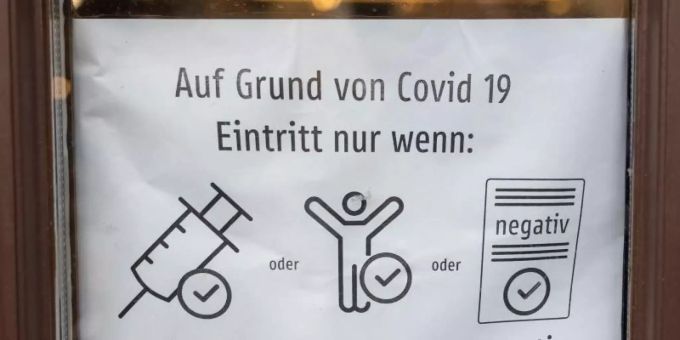 Auf Grund von Covid 19
Eintritt nur wenn:
negativ
oder
oder